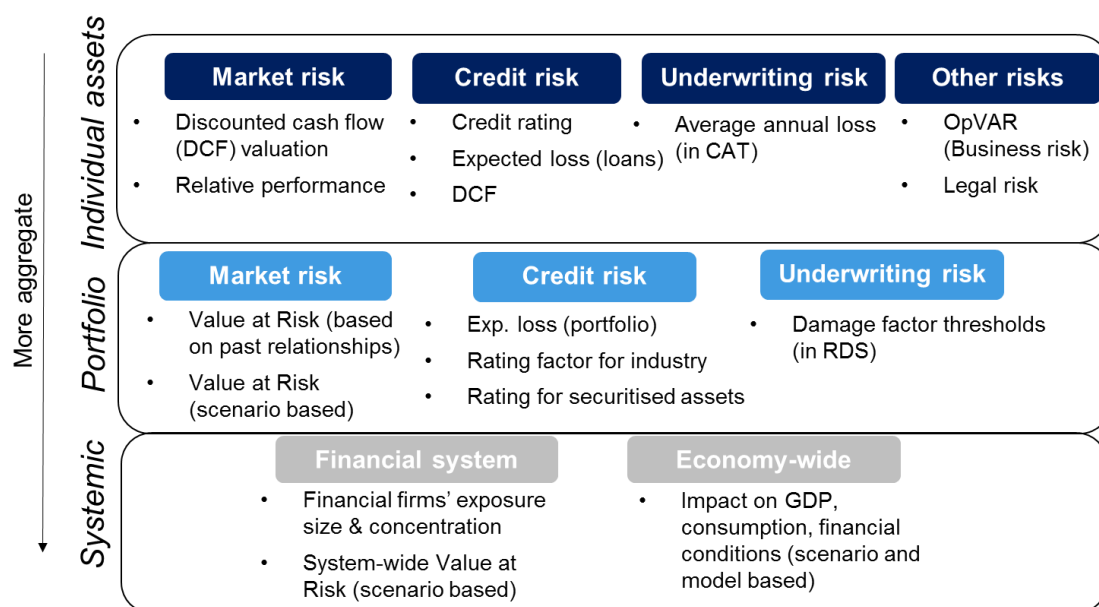 More aggregate
Individual assets
Market risk
• Discounted cash flow
(DCF) valuation
• Relative performance
Credit risk
• Credit rating
• Expected loss (loans)
• DCF
Underwriting risk
• Average annual loss
(in CAT)
Other risks
• OpVAR
(Business risk)
• Legal risk
Portfolio
Market risk
• Value at Risk (based
on past relationships)
• Value at Risk
(scenario based)
Credit risk
• Exp. loss (portfolio)
• Rating factor for industry
• Rating for securitised assets
Underwriting risk
• Damage factor thresholds
(in RDS)
Systemic
Financial system
• Financial firms’ exposure
size & concentration
• System-wide Value at
Risk (scenario based)
Economy-wide
• Impact on GDP,
consumption, financial
conditions (scenario and
model based)